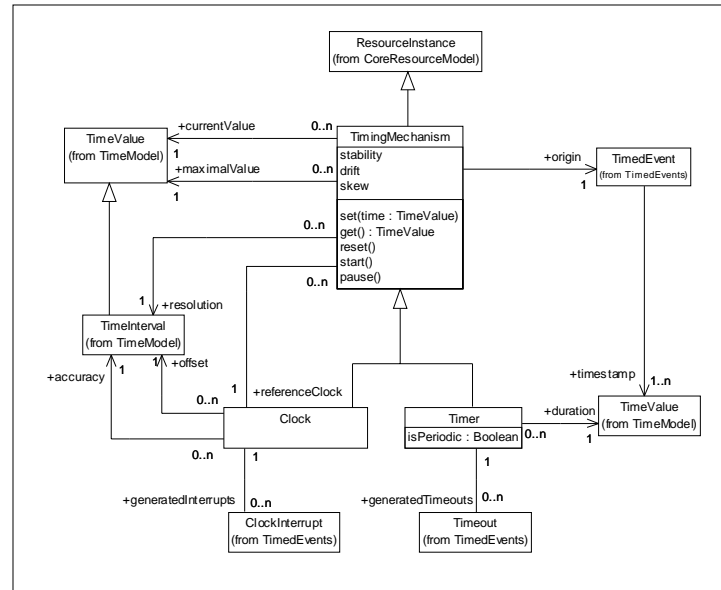 ResourceInstance
(from CoreResourceModel)
+currentValue
0..n
1
TimeValue
(from TimeModel)
+maximalValue
0..n
1
TimingMechanism
stability
drift
skew
set(time : TimeValue)
get() : TimeValue
reset()
start()
pause()
+origin
1
TimedEvent
(from TimedEvents)
0..n
0..n
1
+resolution
TimeInterval
(from TimeModel)
+accuracy
1
1
+offset
0..n
0..n
1
+referenceClock
Clock
Timer
isPeriodic : Boolean
+timestamp
1..n
+duration
0..n
1
TimeValue
(from TimeModel)
1
+generatedInterrupts
0..n
ClockInterrupt
(from TimedEvents)
1
+generatedTimeouts
0..n
Timeout
(from TimedEvents)